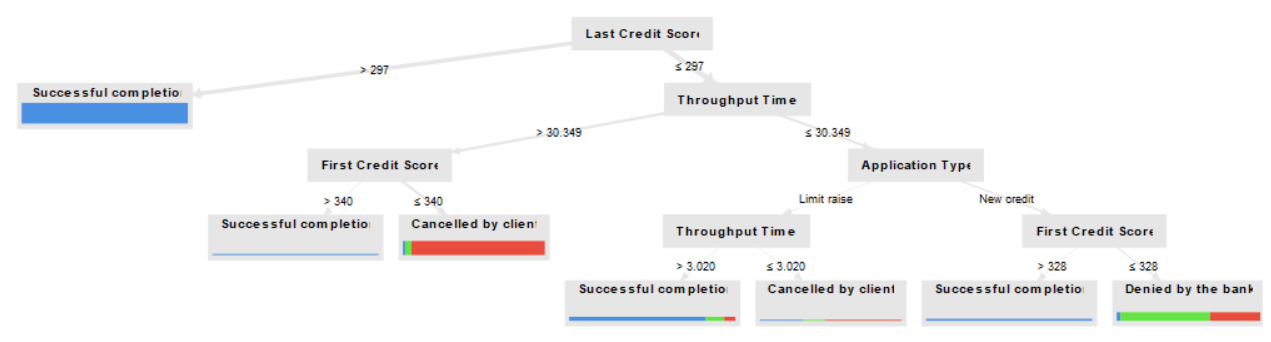 Last Credit Scor
> 297
≤ 297
Successful completio
Throughput Time
> 30.349
≤ 30.349
First Credit Score
Application Type
> 340
≤ 340
Limit raise
New credit
Successful completion
Cancelled by client
Throughput Time
First Credit Score
> 3.020
≤ 3.020
> 328
≤ 328
Successful completio
Cancelled by client
Successful completio
Denied by the bank